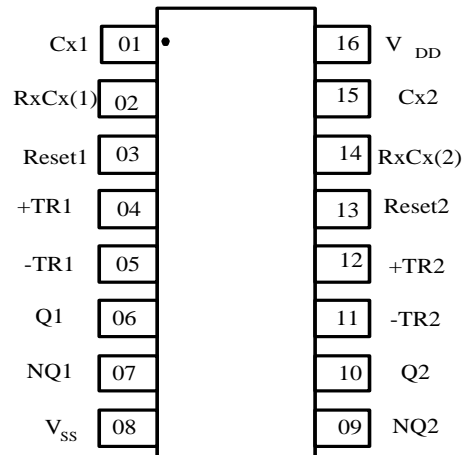 Cx1 01 16 V DD
RxCx(1) 02 15 Cx2
Reset1 03 14 RxCx(2)
+TR1 04 13 Reset2
-TR1 05 12 +TR2
Q1 06 11 -TR2
NQ1 07 10 Q2
VSS 08 09 NQ2